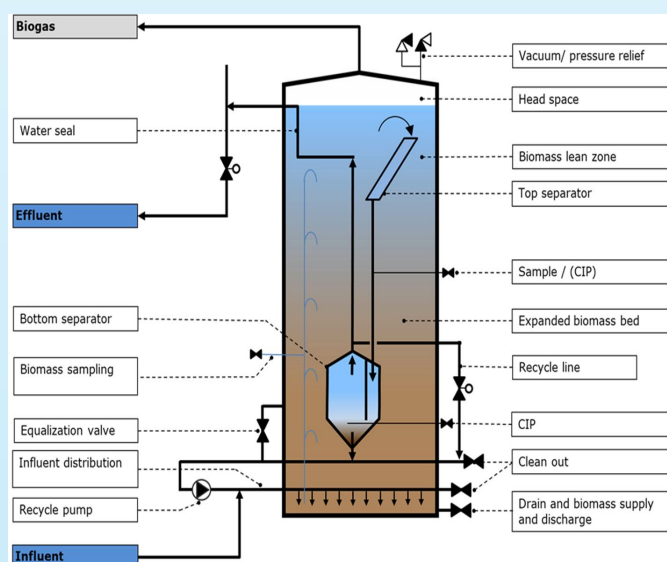 Biogas
Water seal
Effluent
Bottom separator
Biomass sampling
Equalization valve
Influent distribution
Recycle pump
Influent
Vacuum/ pressure relief
Head space
Biomass lean zone
Top separator
Sample / (CIP)
Expanded biomass bed
Recycle line
CIP
Clean out
Drain and biomass supply
and discharge